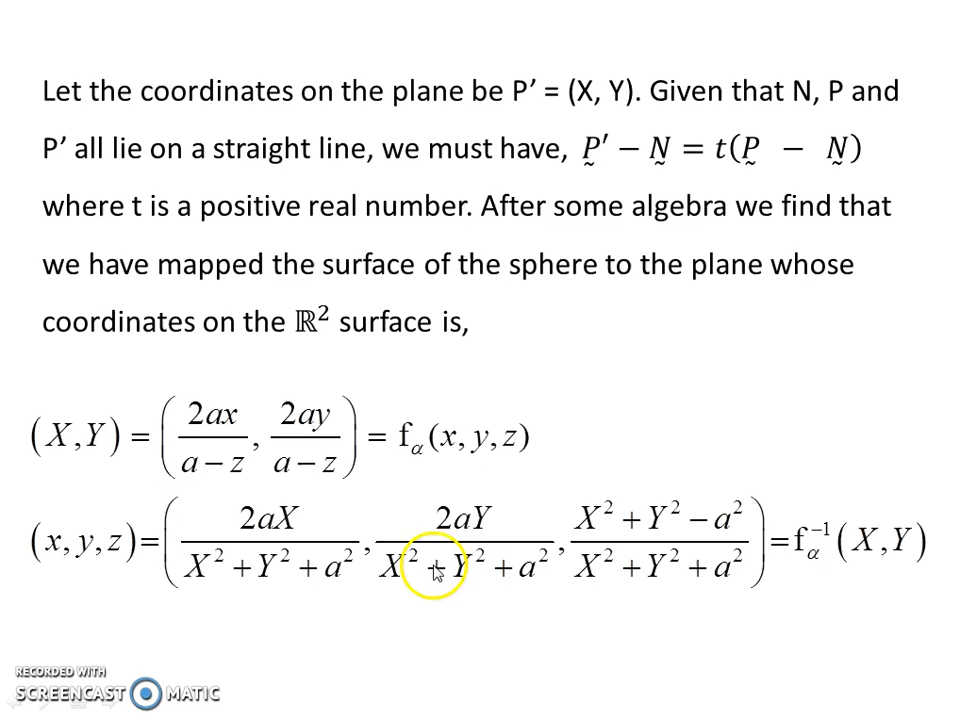 Let the coordinates on the plane be P’ = (X, Y). Given that N, P and
P’ all lie on a straight line, we must have, P̰′ − Ṵ = t(P̰ − Ṵ)
where t is a positive real number. After some algebra we find that
we have mapped the surface of the sphere to the plane whose
coordinates on the ℝ² surface is,
(X,Y) = (2ax/(a−z), 2ay/(a−z)) = fα(x, y, z)
(x, y, z)=(2aX/(X²+Y²+a²), 2aY/(X²+Y²+a²), (X²+Y²−a²)/(X²+Y²+a²))=fα⁻¹(X,Y)
RECORDED WITH
SCREENCAST MATIC